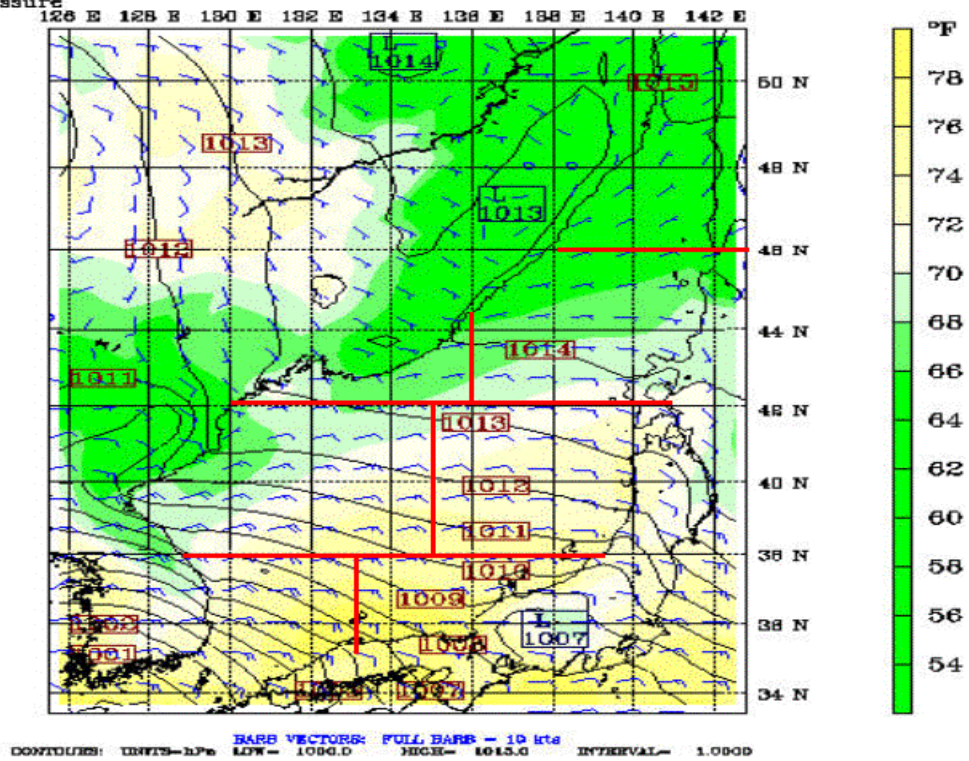 ssure
126 E 128 E 130 E 132 E 134 E 136 E 138 E 140 E 142 E
°F
L
1014
1015
50 N
78
76
1013
48 N
74
L
1013
72
1012
46 N
70
44 N
68
1014
1011
66
42 N
1013
64
62
1012
40 N
60
1011
38 N
58
1010
1009
56
1002
L
1007
36 N
1001
1008
54
1007
34 N
BARB VECTORS: FULL BARB = 10 kts
CONTOURS: UNITS=hPa LOW= 1000.0 HIGH= 1015.0 INTERVAL= 1.0000